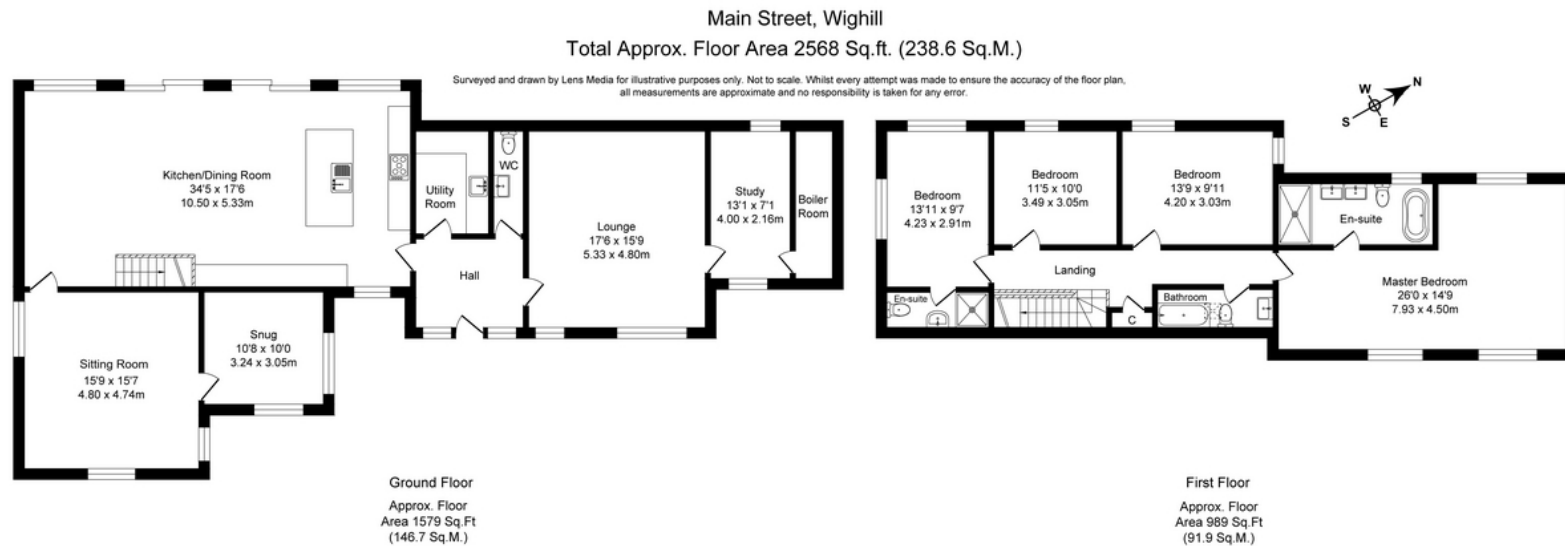 Main Street, Wighill
Total Approx. Floor Area 2568 Sq.ft. (238.6 Sq.M.)
Surveyed and drawn by Lens Media for illustrative purposes only. Not to scale. Whilst every attempt was made to ensure the accuracy of the floor plan,
all measurements are approximate and no responsibility is taken for any error.
Kitchen/Dining Room
34'5 x 17'6
10.50 x 5.33m
Utility
Room
WC
Lounge
17'6 x 15'9
5.33 x 4.80m
Study
13'1 x 7'1
4.00 x 2.16m
Boiler
Room
Hall
Snug
10'8 x 10'0
3.24 x 3.05m
Sitting Room
15'9 x 15'7
4.80 x 4.74m
Ground Floor
Approx. Floor
Area 1579 Sq.Ft
(146.7 Sq.M.)
W
N
S
E
Bedroom
13'11 x 9'7
4.23 x 2.91m
Bedroom
11'5 x 10'0
3.49 x 3.05m
Bedroom
13'9 x 9'11
4.20 x 3.03m
En-suite
Landing
Master Bedroom
26'0 x 14'9
7.93 x 4.50m
En-suite
C
Bathroom
First Floor
Approx. Floor
Area 989 Sq.Ft
(91.9 Sq.M.)